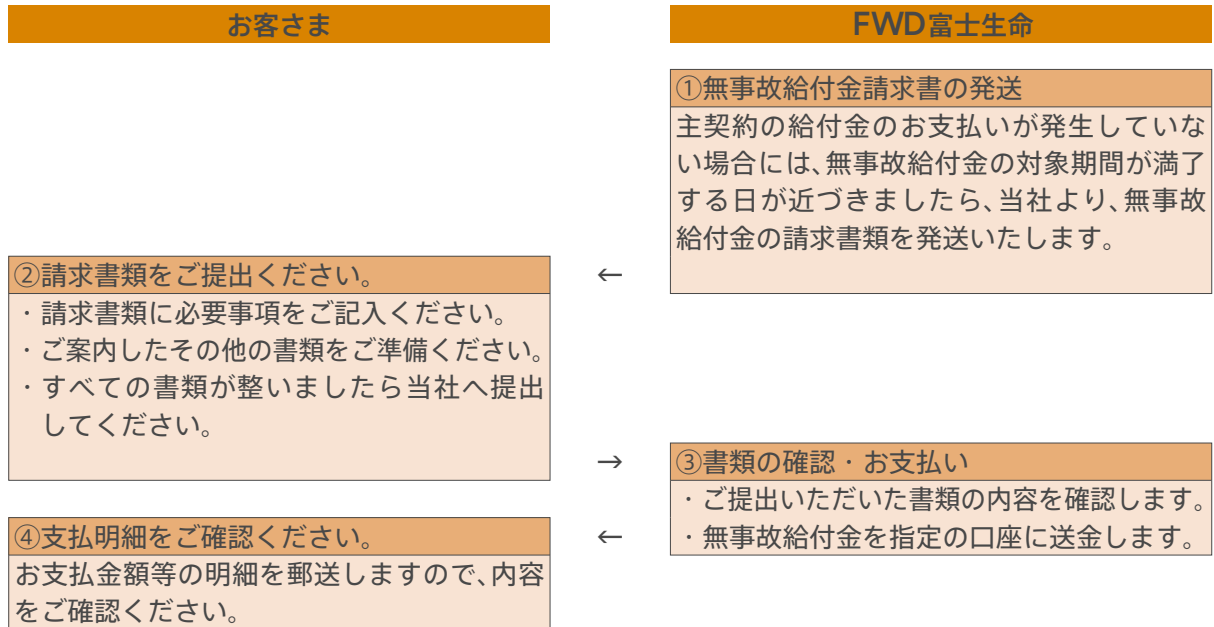 お客さま
FWD富士生命
①無事故給付金請求書の発送
主契約の給付金のお支払いが発生していな
い場合には、無事故給付金の対象期間が満了
する日が近づきましたら、当社より、無事故
給付金の請求書類を発送いたします。
←
②請求書類をご提出ください。
・請求書類に必要事項をご記入ください。
・ご案内したその他の書類をご準備ください。
・すべての書類が整いましたら当社へ提出
してください。
→
③書類の確認・お支払い
・ご提出いただいた書類の内容を確認します。
・無事故給付金を指定の口座に送金します。
←
④支払明細をご確認ください。
お支払金額等の明細を郵送しますので、内容
をご確認ください。